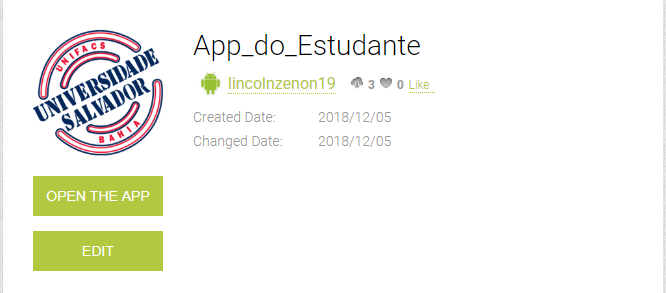 App_do_Estudante
lincolnzenon19 3 0 Like
Created Date: 2018/12/05
Changed Date: 2018/12/05
UNIFACS
UNIVERSIDADE
SALVADOR
BAHIA
OPEN THE APP
EDIT